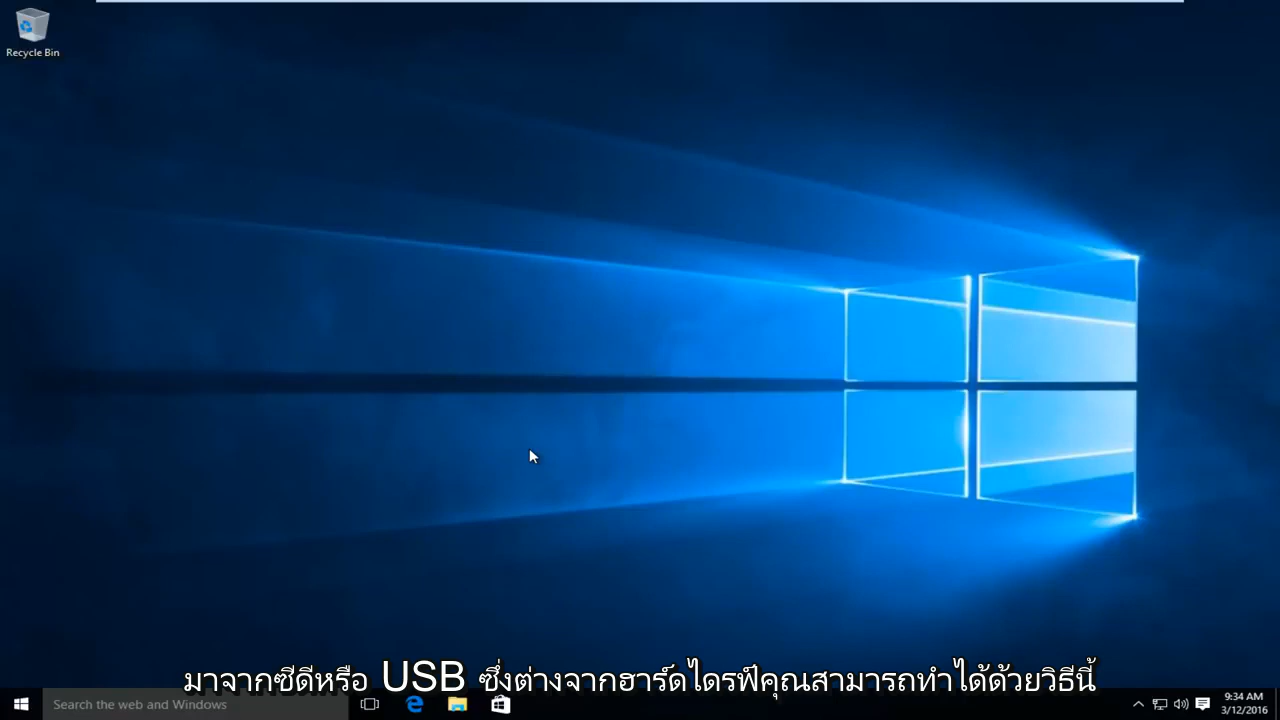 Recycle Bin
มาจากซีดีหรือ USB ซึ่งต่างจากฮาร์ดไดรฟ์คุณสามารถทำได้ด้วยวิธีนี้
Search the web and Windows
9:34 AM
3/12/2016